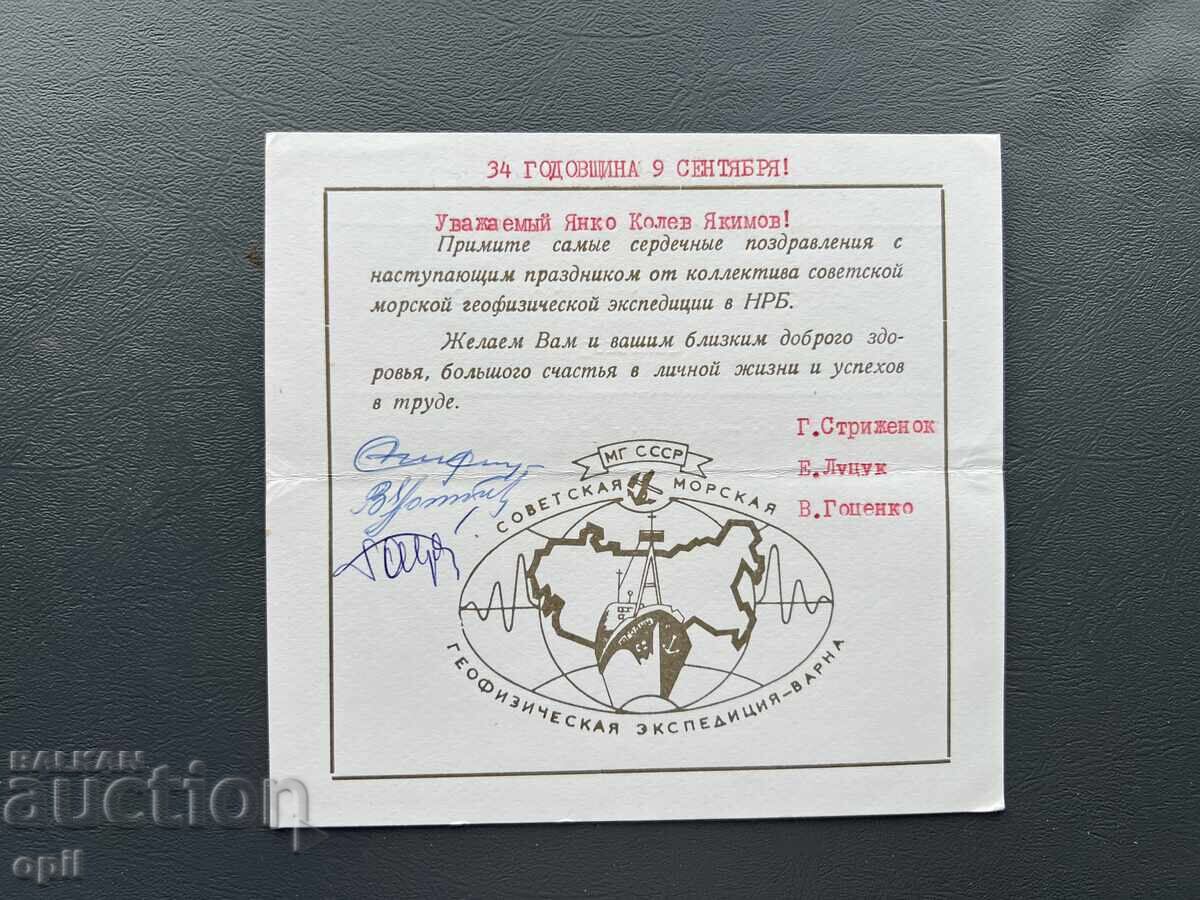 34 ГОДОВЩИНА 9 СЕНТЯБРЯ!
Уважаемый Янко Колев Якимов!
Примите самые сердечные поздравления с
наступающим праздником от коллектива советской
морской геофизической экспедиции в НРБ.
Желаем Вам и вашим близким доброго здо-
ровья, большого счастья в личной жизни и успехов
в труде.
Г.Стриженок
Е.Луцук
В.Гоценко
МГ СССР
СОВЕТСКАЯ МОРСКАЯ
ГЕОФИЗИЧЕСКАЯ ЭКСПЕДИЦИЯ-ВАРНА
BALKAN
auction
opil